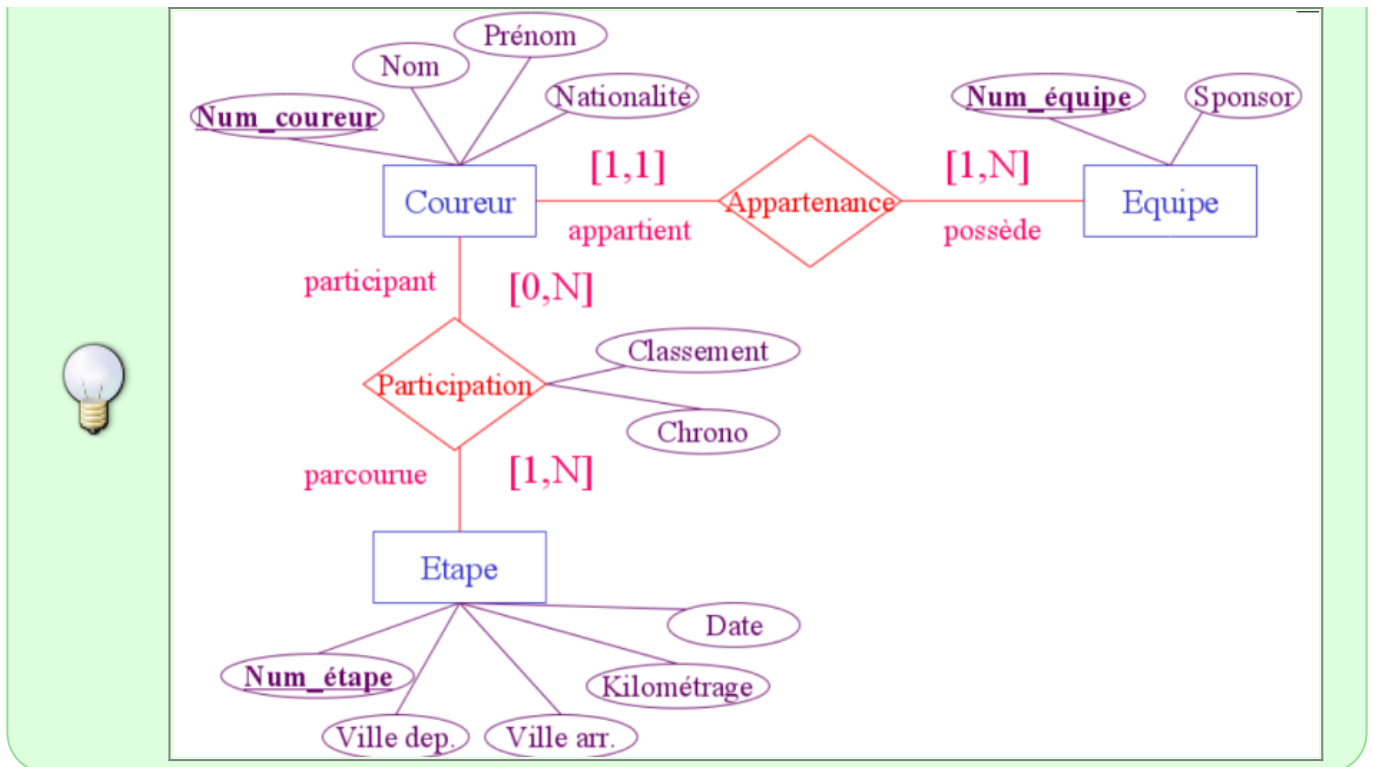 Prénom
Nom
Nationalité
Num_coureur
Num_équipe
Sponsor
[1,1]
[1,N]
Coureur
Appartenance
Equipe
appartient
possède
participant
[0,N]
Classement
Participation
Chrono
parcourue
[1,N]
Etape
Date
Num_étape
Kilométrage
Ville dep.
Ville arr.